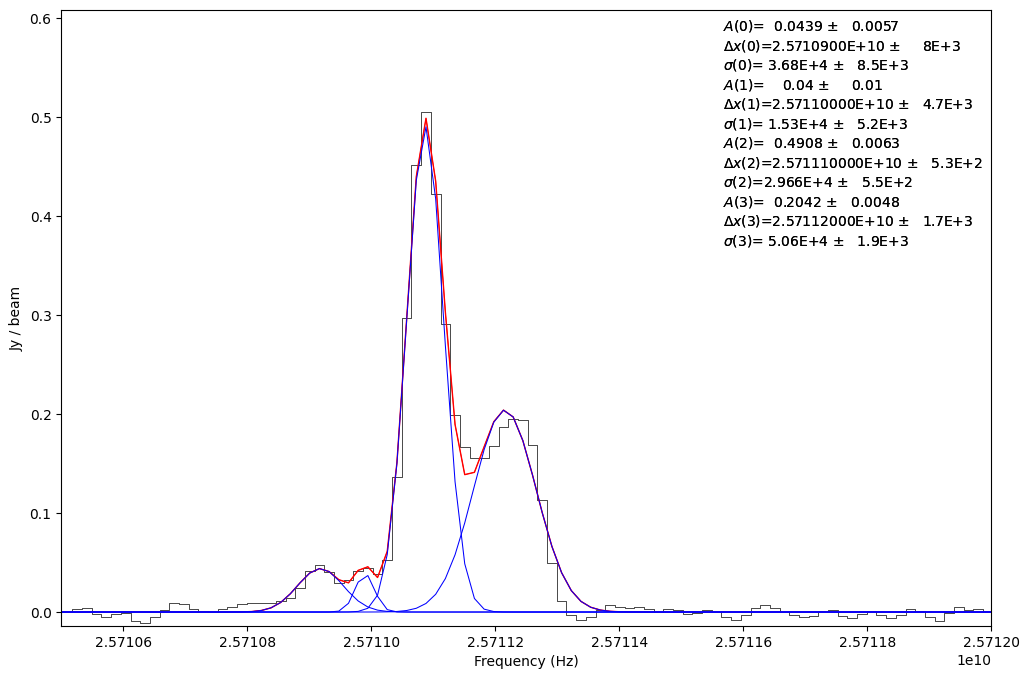 0.6
0.5
0.4
0.3
0.2
0.1
0.0
Jy / beam
A(0)= 0.0439 ± 0.0057
Δx(0)=2.5710900E+10 ± 8E+3
σ(0)= 3.68E+4 ± 8.5E+3
A(1)= 0.04 ± 0.01
Δx(1)=2.57110000E+10 ± 4.7E+3
σ(1)= 1.53E+4 ± 5.2E+3
A(2)= 0.4908 ± 0.0063
Δx(2)=2.571110000E+10 ± 5.3E+2
σ(2)=2.966E+4 ± 5.5E+2
A(3)= 0.2042 ± 0.0048
Δx(3)=2.57112000E+10 ± 1.7E+3
σ(3)= 5.06E+4 ± 1.9E+3
2.57106 2.57108 2.57110 2.57112 2.57114 2.57116 2.57118 2.57120
Frequency (Hz)
1e10